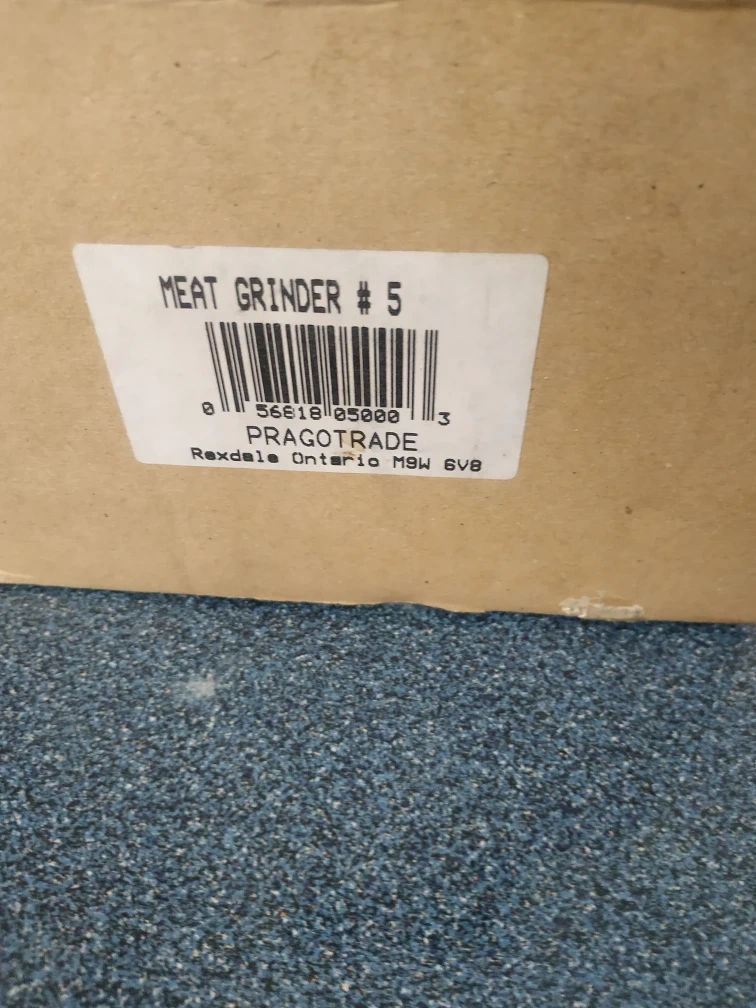 MEAT GRINDER # 5
0 56818 05000 3
PRAGOTRADE
Rexdale Ontario M9W 6V8